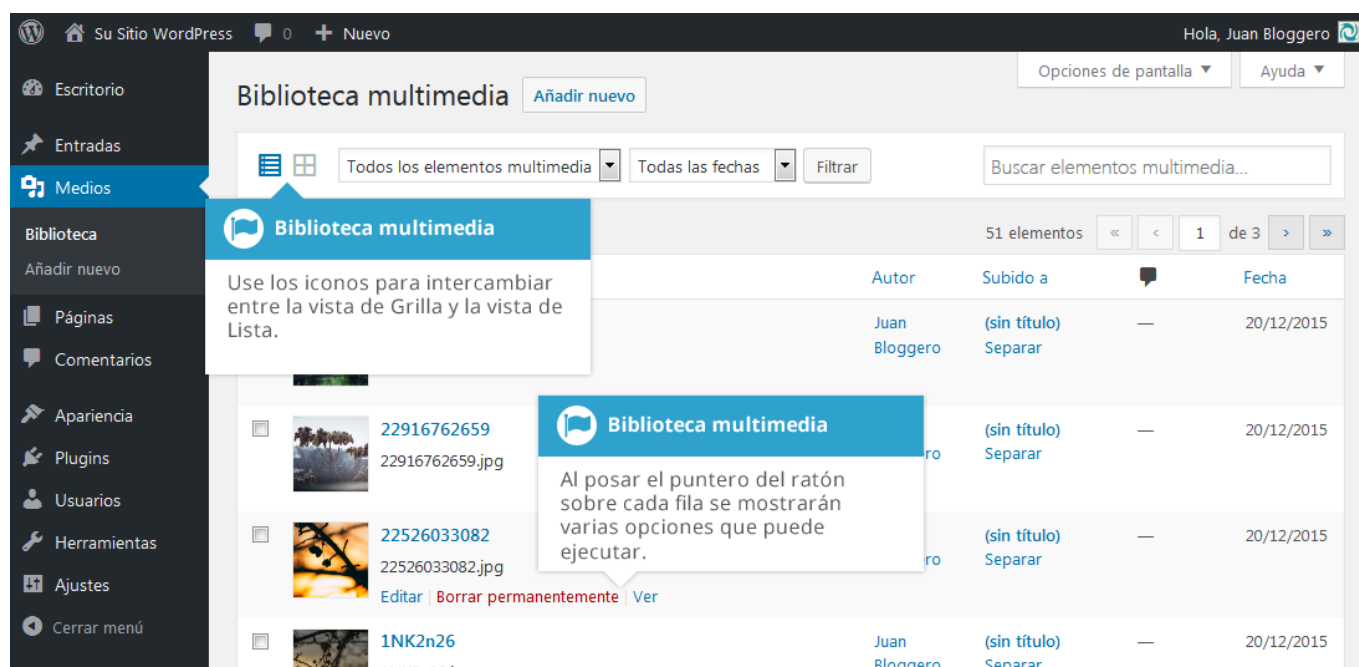 Su Sitio WordPress 0 + Nuevo Hola, Juan Bloggero
Escritorio
Entradas
Medios
Biblioteca
Añadir nuevo
Páginas
Comentarios
Apariencia
Plugins
Usuarios
Herramientas
Ajustes
Cerrar menú
Opciones de pantalla Ayuda
Biblioteca multimedia Añadir nuevo
Todos los elementos multimedia Todas las fechas Filtrar Buscar elementos multimedia...
Biblioteca multimedia
Use los iconos para intercambiar
entre la vista de Grilla y la vista de
Lista.
51 elementos « ‹ 1 de 3 › »
Autor Subido a Fecha
Juan (sin título) — 20/12/2015
Bloggero Separar
22916762659 (sin título) — 20/12/2015
22916762659.jpg Separar
Biblioteca multimedia
Al posar el puntero del ratón
sobre cada fila se mostrarán
varias opciones que puede
ejecutar.
22526033082 (sin título) — 20/12/2015
22526033082.jpg Separar
Editar | Borrar permanentemente | Ver
1NK2n26 Juan (sin título) — 20/12/2015
Bloggero Separar